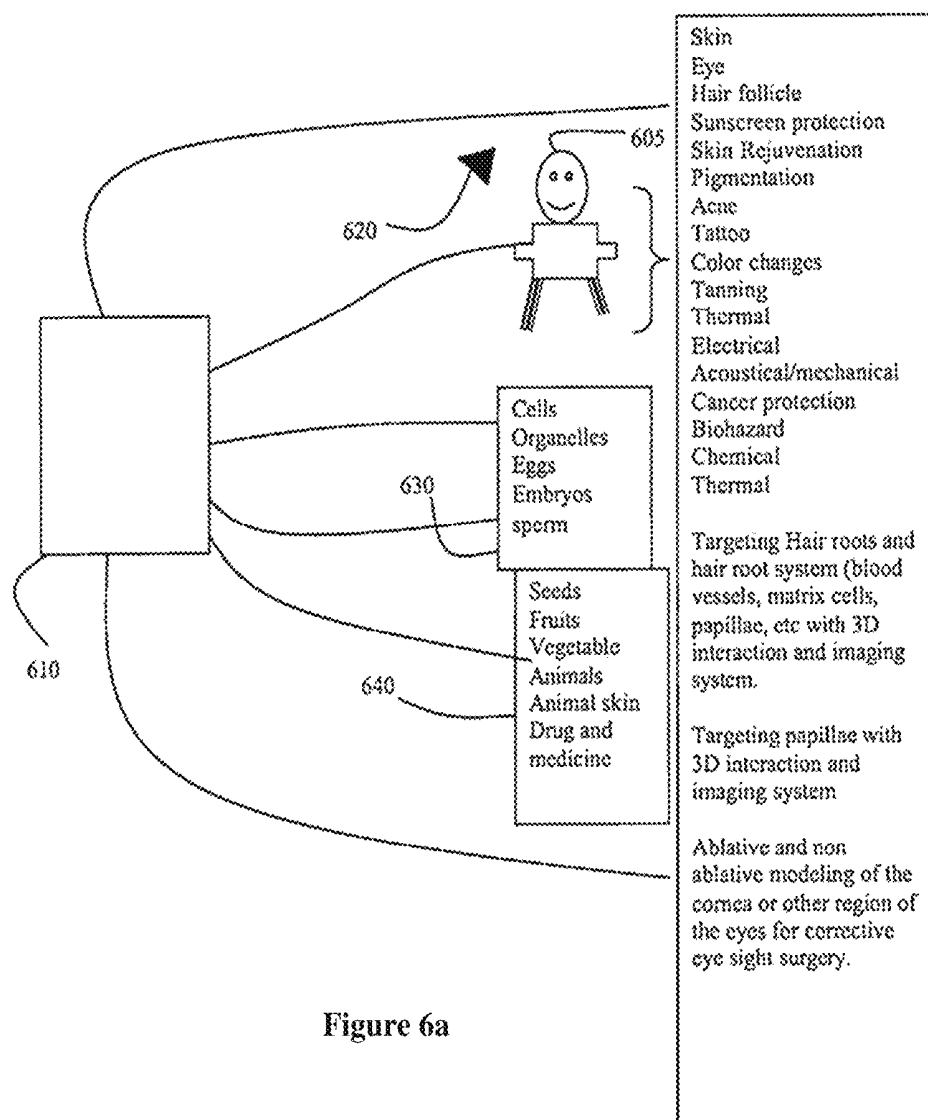 Skin
Eye
Hair follicle
Sunscreen protection
Skin Rejuvenation
Pigmentation
Acne
Tattoo
Color changes
Tanning
Thermal
Electrical
Acoustical/mechanical
Cancer protection
Biohazard
Chemical
Thermal
Targeting Hair roots and
hair root system (blood
vessels, matrix cells,
papillae, etc with 3D
interaction and imaging
system.
Targeting papillae with
3D interaction and
imaging system
Ablative and non
ablative modeling of the
cornea or other region of
the eyes for corrective
eye sight surgery.
605
620
Cells
Organelles
Eggs
Embryos
sperm
630
Seeds
Fruits
Vegetable
Animals
Animal skin
Drug and
medicine
640
610
Figure 6a